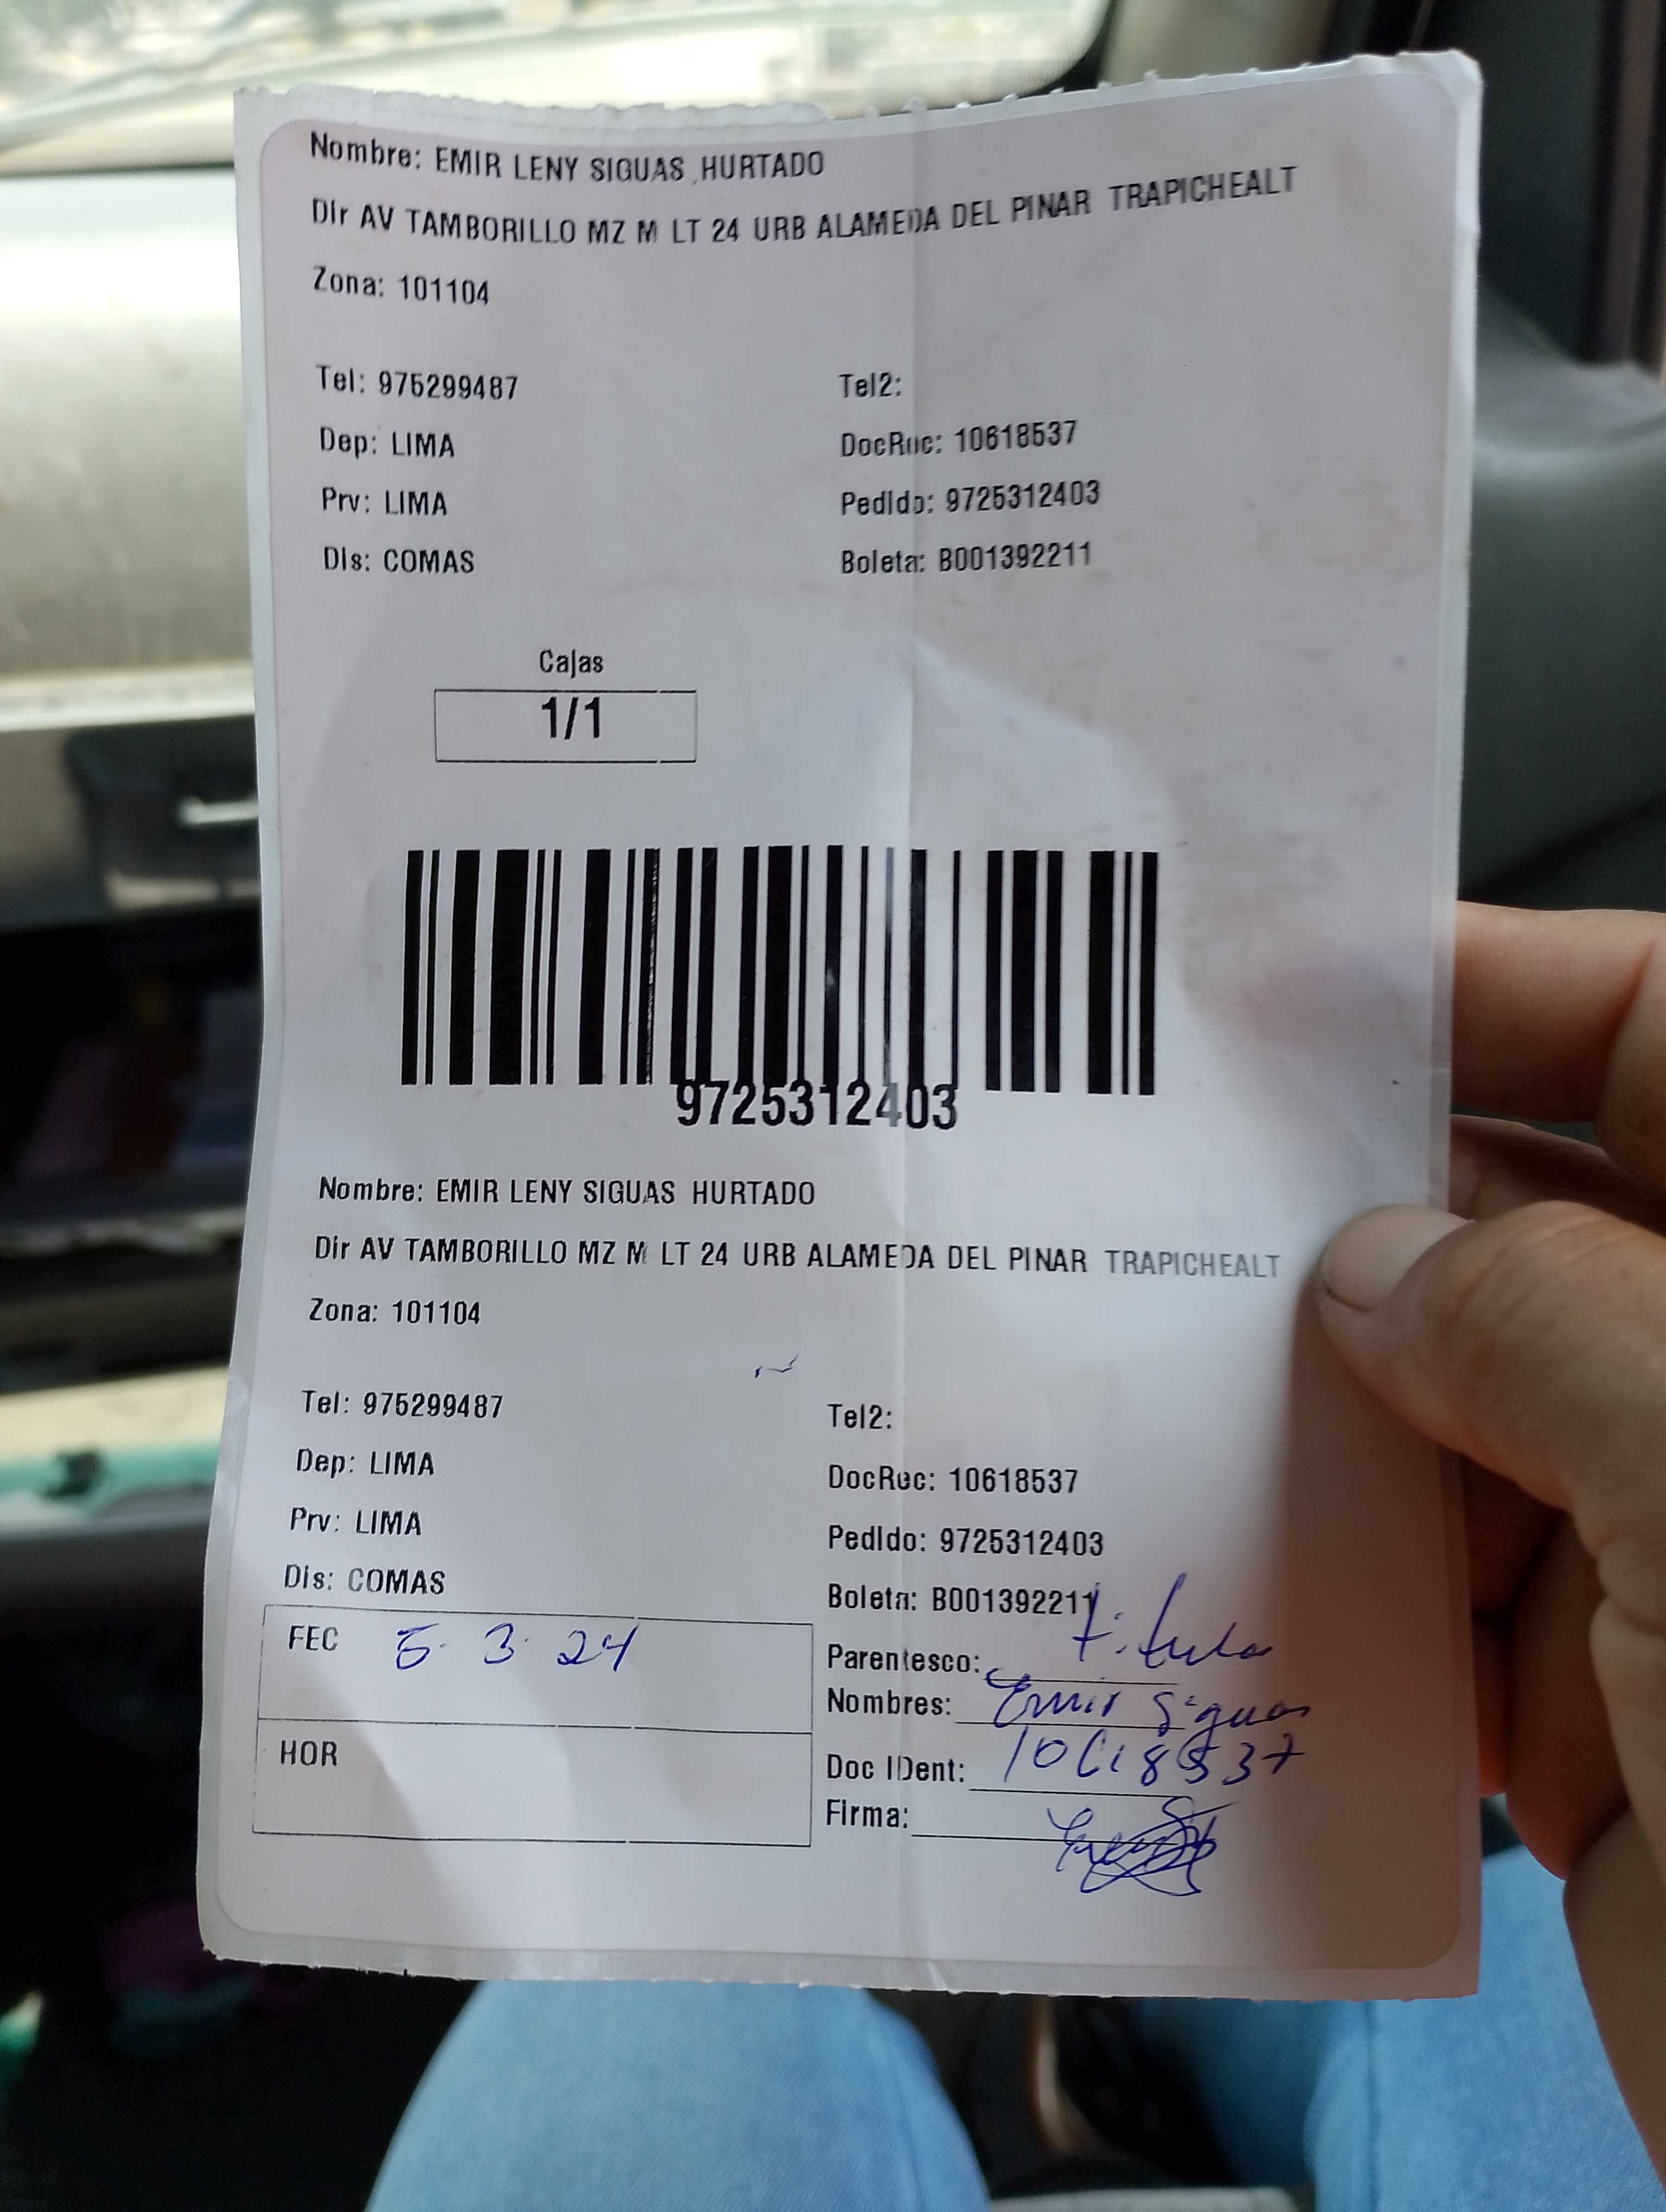 Nombre: EMIR LENY SIGUAS HURTADO
Dir AV TAMBORILLO MZ M LT 24 URB ALAMEDA DEL PINAR TRAPICHEALT
Zona: 101104
Tel: 975299487 Tel2:
Dep: LIMA DocRec: 10618537
Prv: LIMA Pedido: 9725312403
Dis: COMAS Boleta: B001392211
Cajas
1/1
9725312403
Nombre: EMIR LENY SIGUAS HURTADO
Dir AV TAMBORILLO MZ M LT 24 URB ALAMEDA DEL PINAR TRAPICHEALT
Zona: 101104
Tel: 975299487 Tel2:
Dep: LIMA DocRec: 10618537
Prv: LIMA Pedido: 9725312403
Dis: COMAS Boleta: B001392211
FEC 5 3 24 Parentesco: titular
Nombres: Emir Siguas
HOR Doc IDent: 10618537
Firma: